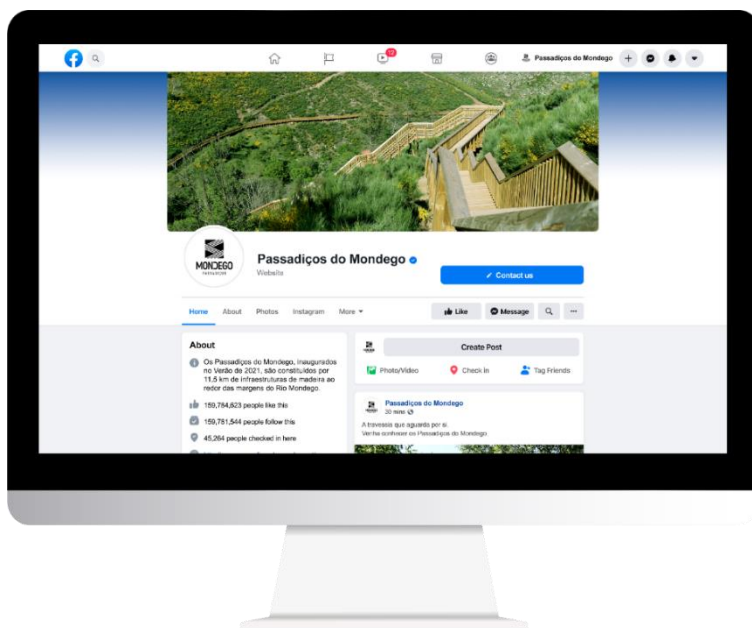 12
Passadiços do Mondego
MONDEGO
PASSADIÇOS
Passadiços do Mondego
Website
Contact us
Home About Photos Instagram More
Like Message
About
Os Passadiços do Mondego, inaugurados
no Verão de 2021, são constituídos por
11,5 km de infraestruturas de madeira ao
redor das margens do Rio Mondego.
159,784,623 people like this
159,781,544 people follow this
45,264 people checked in here
Create Post
Photo/Video Check in Tag Friends
Passadiços do Mondego
30 mins
A travessia que aguarda por si.
Venha conhecer os Passadiços do Mondego